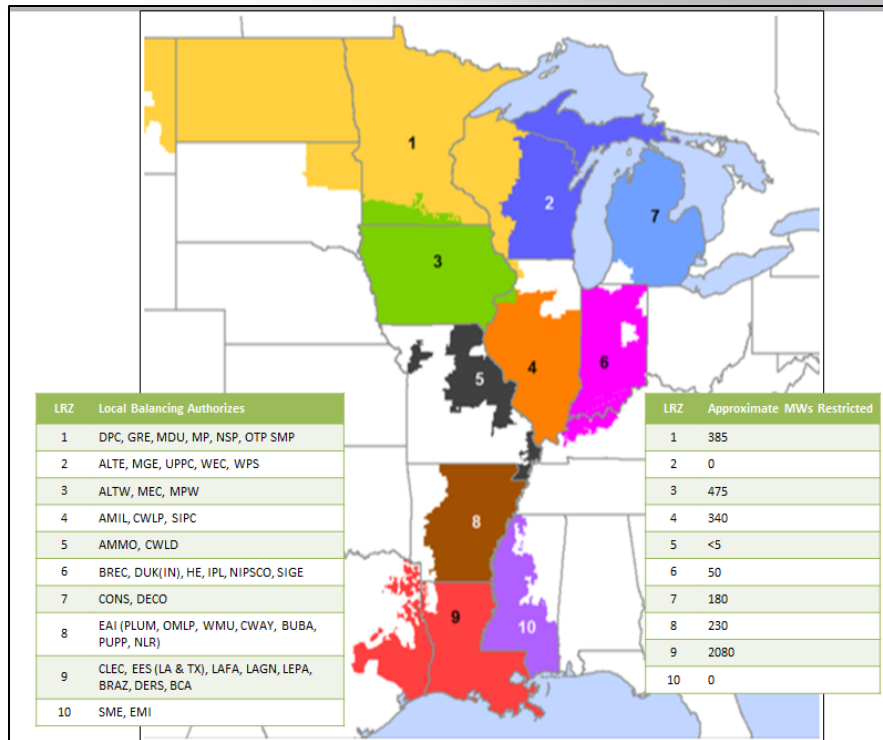 1
2
7
3
4
6
5
8
9
10
LRZ Local Balancing Authorizes
1 DPC, GRE, MDU, MP, NSP, OTP SMP
2 ALTE, MGE, UPPC, WEC, WPS
3 ALTW, MEC, MPW
4 AMIL, CWLP, SIPC
5 AMMO, CWLD
6 BREC, DUK(IN), HE, IPL, NIPSCO, SIGE
7 CONS, DECO
8 EAI (PLUM, OMLP, WMU, CWAY, BUBA,
PUPP, NLR)
9 CLEC, EES (LA & TX), LAFA, LAGN, LEPA,
BRAZ, DERS, BCA
10 SME, EMI
LRZ Approximate MWs Restricted
1 385
2 0
3 475
4 340
5 <5
6 50
7 180
8 230
9 2080
10 0